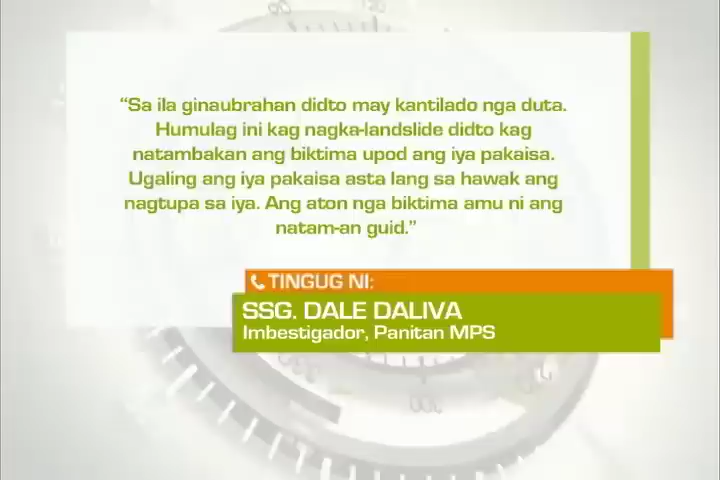 “Sa ila ginaubrahan didto may kantilado nga duta.
Humulag ini kag nagka-landslide didto kag
natambakan ang biktima upod ang iya pakaisa.
Ugaling ang iya pakaisa asta lang sa hawak ang
nagtupa sa iya. Ang aton nga biktima amu ni ang
natam-an guid.”
TINGUG NI:
SSG. DALE DALIVA
Imbestigador, Panitan MPS